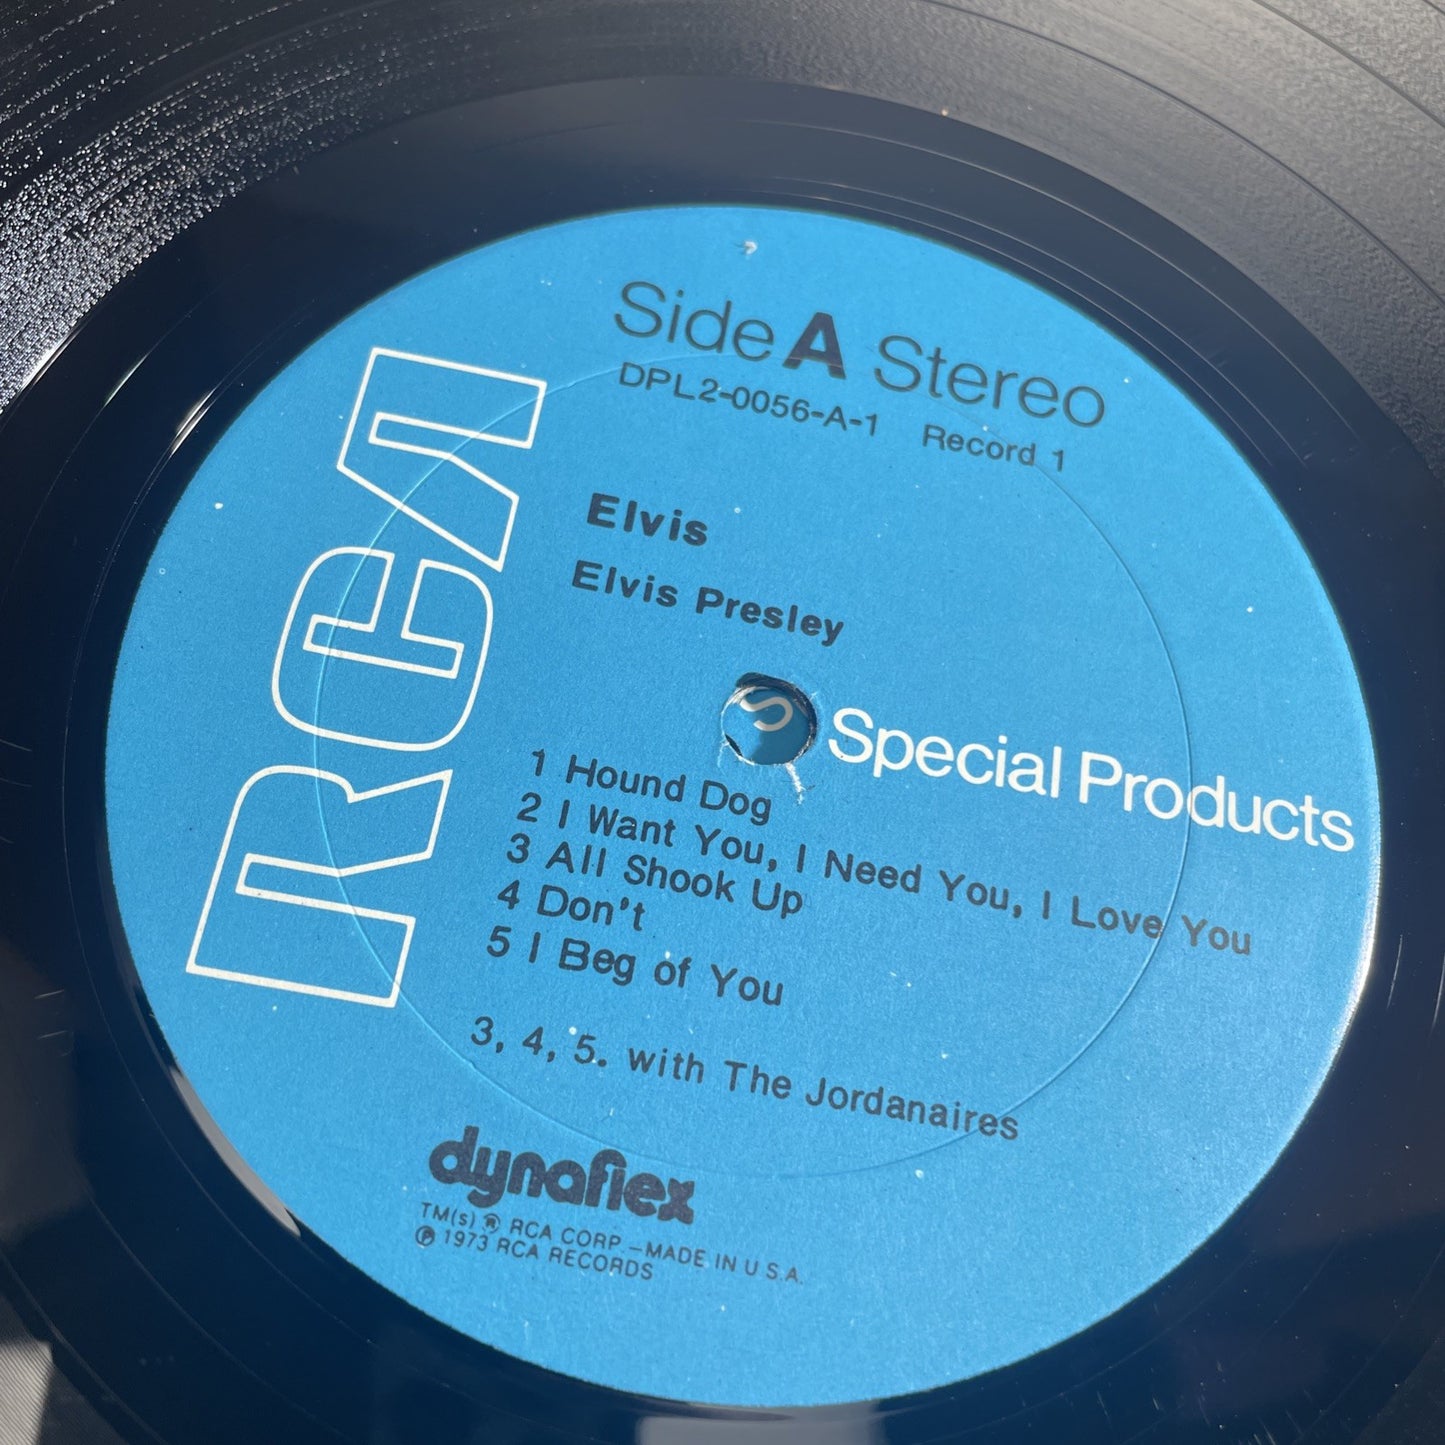 RCA
Side A Stereo
DPL2-0056-A-1 Record 1
Elvis
Elvis Presley
S
Special Products
1 Hound Dog
2 I Want You, I Need You, I Love You
3 All Shook Up
4 Don't
5 I Beg of You
3, 4, 5. with The Jordanaires
dynaflex
TM(s) ® RCA CORP –MADE IN U S.A.
℗ 1973 RCA RECORDS